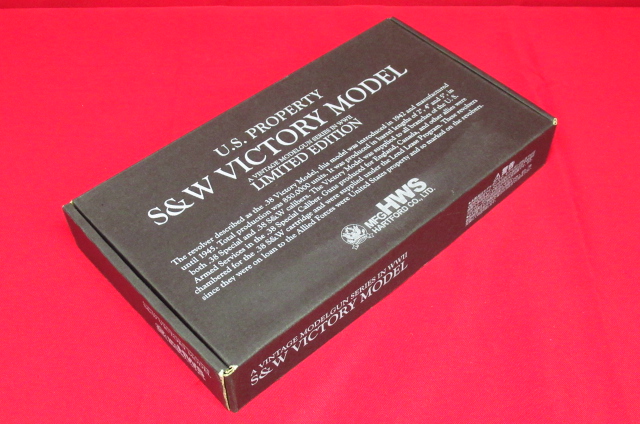 U.S. PROPERTY
S&W VICTORY MODEL
A VINTAGE MODELGUN SERIES IN WWII
LIMITED EDITION
The revolver described as the .38 Victory Model, this model was introduced in 1942 and manufactured
until 1945. Total production was 850,0000 units. It was produced in barrel lengths of 2", 4" and 5", in
both .38 Special and .38 S&W calibers. The Victory Model was supplied to all branches of the U.S.
Armed Services in the .38 Special Caliber. Guns produced for England, Canada, and other allies were
chambered for the .38 S&W cartridge and were supplied under the Lend Lease Program. These revolvers
since they were on loan to the Allied Forces were United States property and so marked on the revolvers.
MFG HWS
HARTFORD CO., LTD.
A VINTAGE MODELGUN SERIES IN WWII
S&W VICTORY MODEL